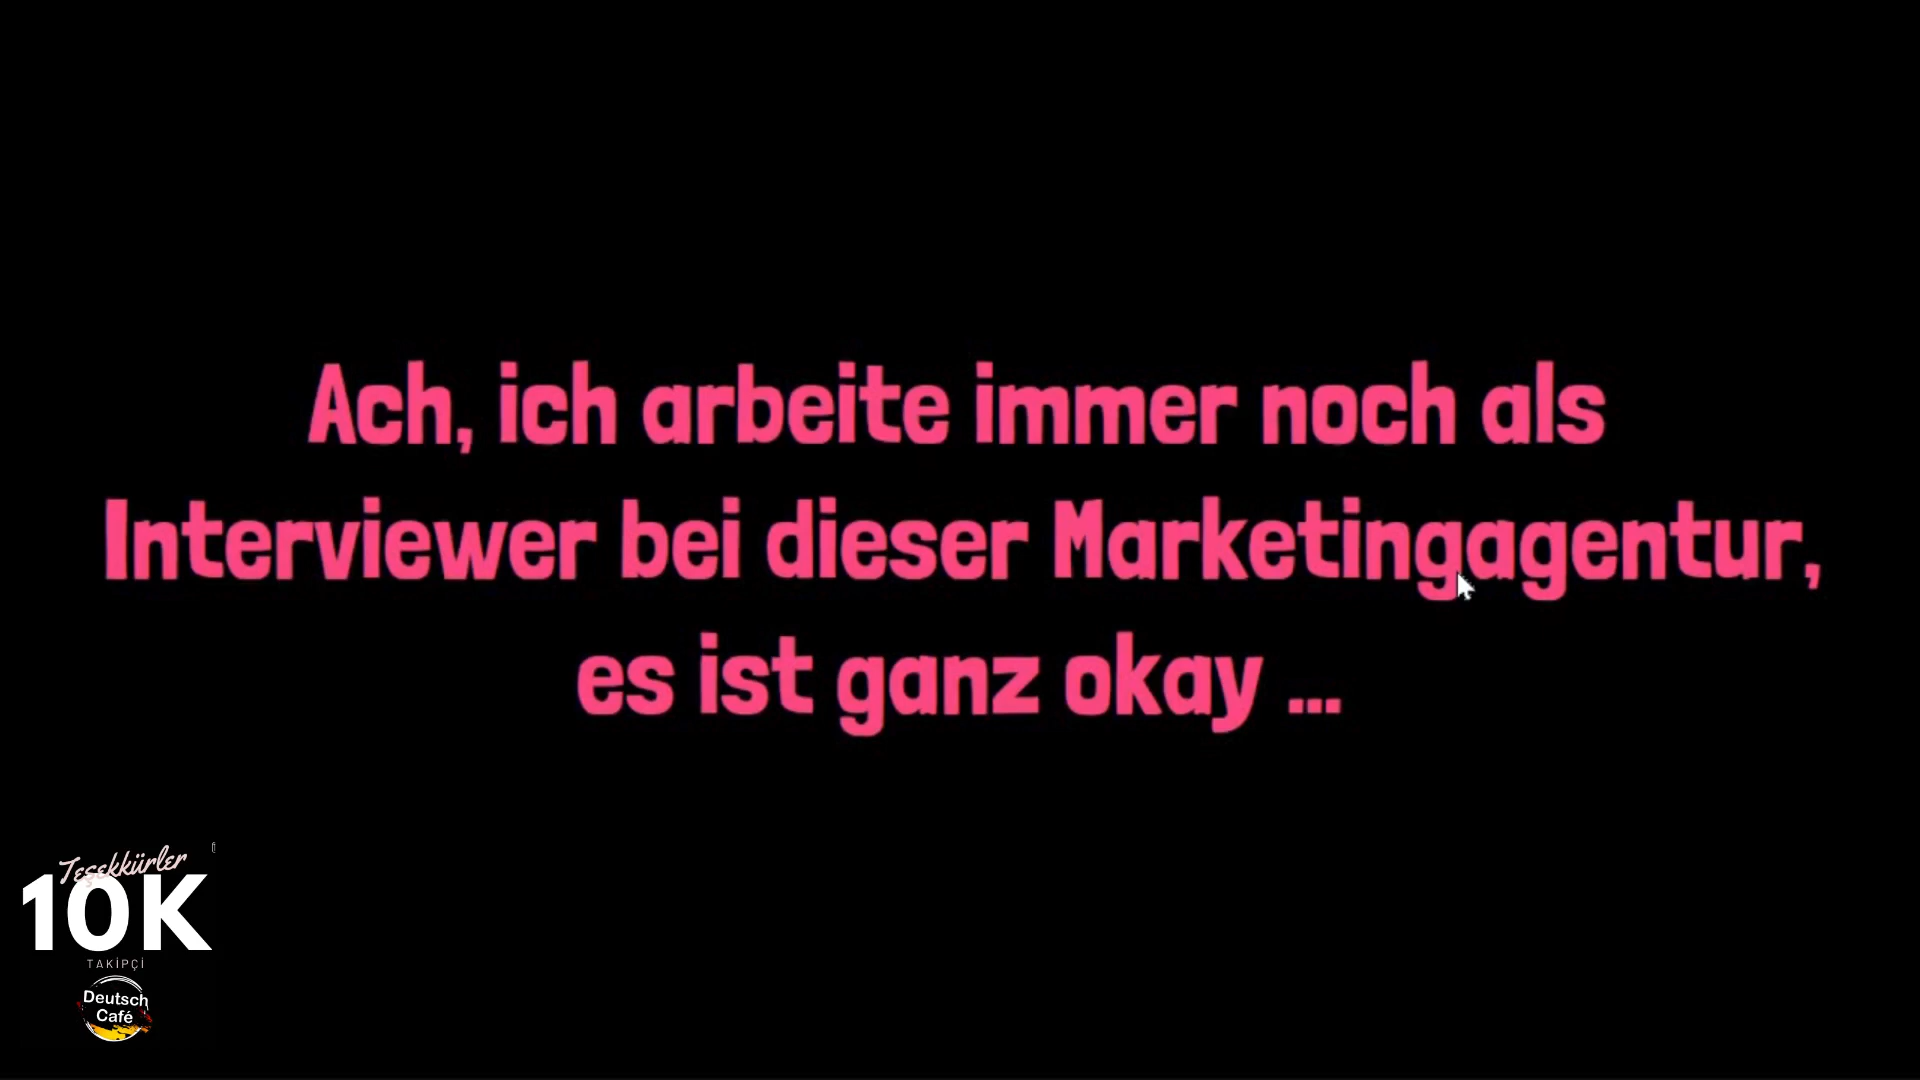 Ach, ich arbeite immer noch als
Interviewer bei dieser Marketingagentur,
es ist ganz okay ...
Teşekkürler
10K
TAKİPÇİ
Deutsch
Café